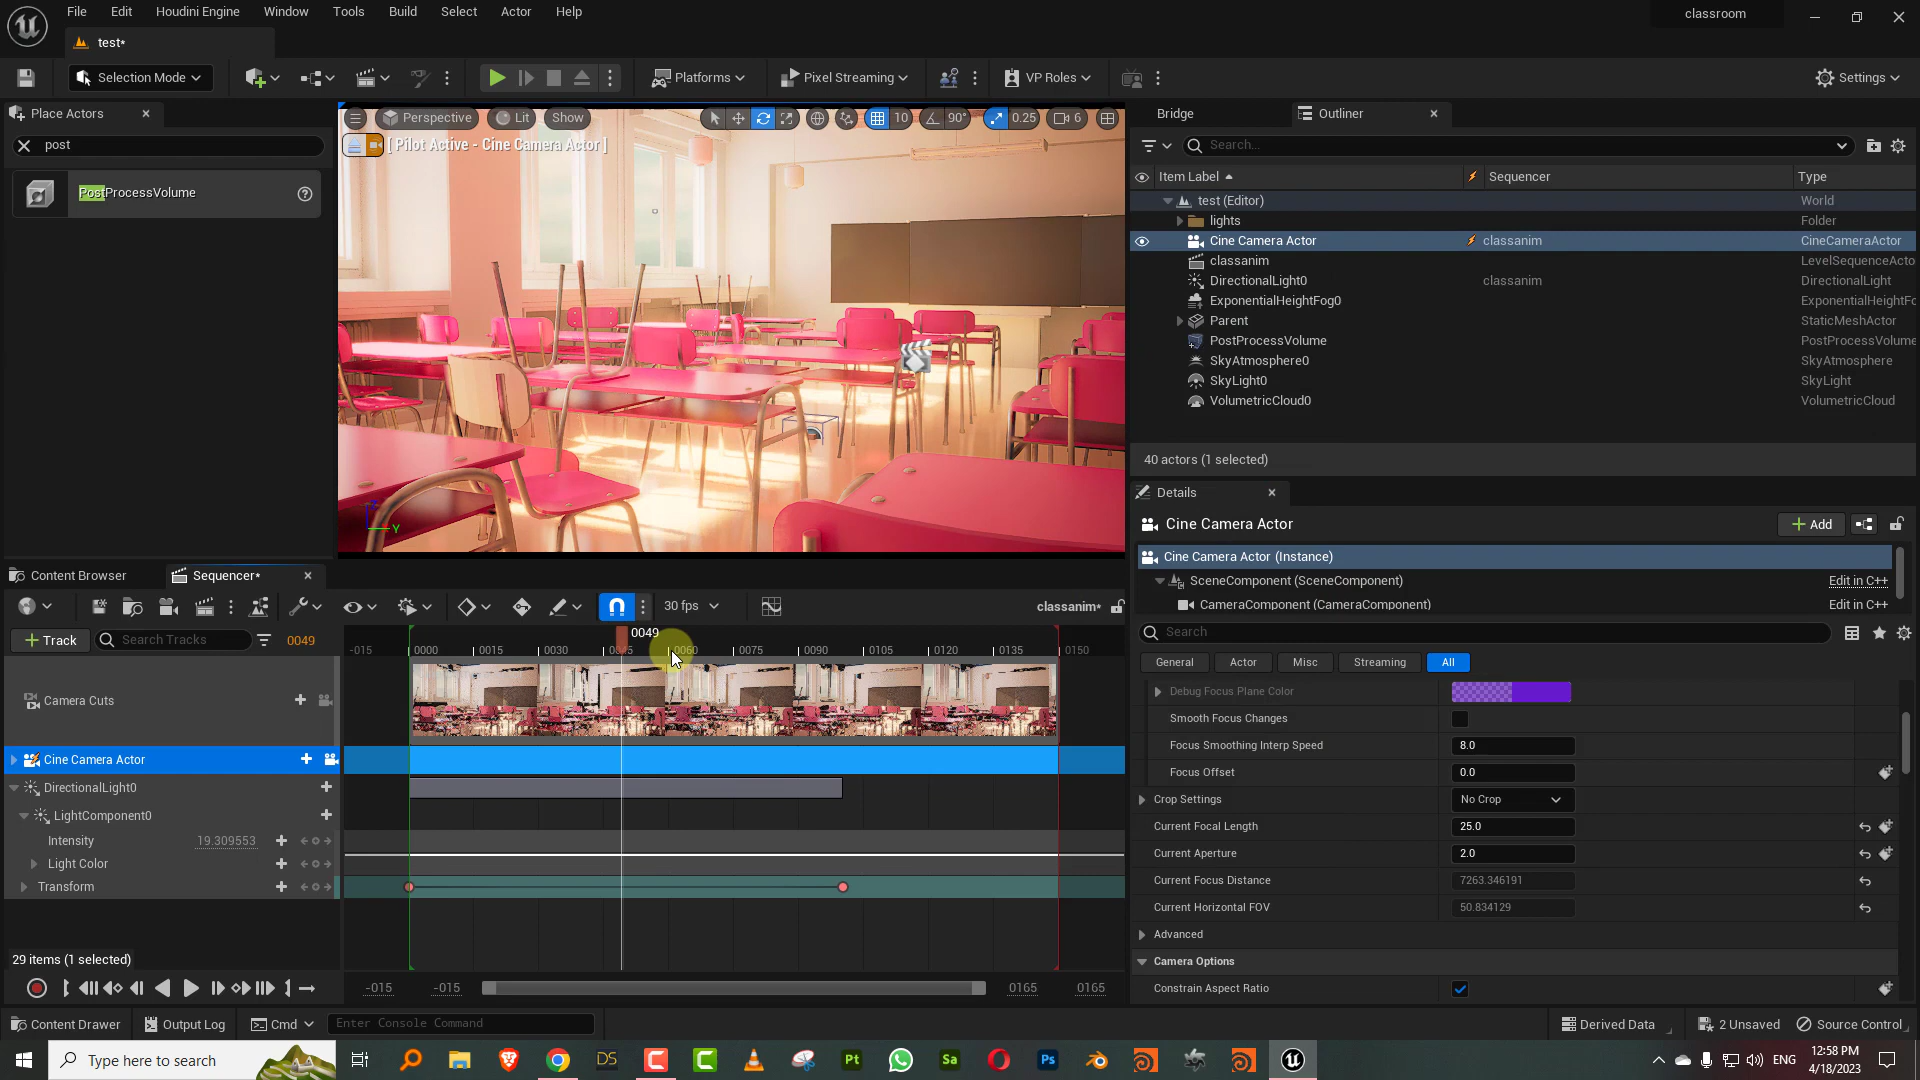 File Edit Houdini Engine Window Tools Build Select Actor Help classroom
test*
Selection Mode Platforms Pixel Streaming VP Roles Settings
Place Actors
post
PostProcessVolume
Perspective Lit Show 10 90° 0.25 6
[ Pilot Active - Cine Camera Actor ]
Y
Bridge Outliner
Search...
Item Label Sequencer Type
test (Editor) World
lights Folder
Cine Camera Actor classanim CineCameraActor
classanim LevelSequenceActo
DirectionalLight0 classanim DirectionalLight
ExponentialHeightFog0 ExponentialHeightFc
Parent StaticMeshActor
PostProcessVolume PostProcessVolume
SkyAtmosphere0 SkyAtmosphere
SkyLight0 SkyLight
VolumetricCloud0 VolumetricCloud
40 actors (1 selected)
Details
Cine Camera Actor Add
Cine Camera Actor (Instance)
SceneComponent (SceneComponent) Edit in C++
CameraComponent (CameraComponent) Edit in C++
Search
General Actor Misc Streaming All
Debug Focus Plane Color
Smooth Focus Changes
Focus Smoothing Interp Speed 8.0
Focus Offset 0.0
Crop Settings No Crop
Current Focal Length 25.0
Current Aperture 2.0
Current Focus Distance 7263.346191
Current Horizontal FOV 50.834129
Advanced
Camera Options
Constrain Aspect Ratio
Content Browser Sequencer*
30 fps classanim*
Track Search Tracks 0049
0049
-015 0000 0015 0030 0045 0060 0075 0090 0105 0120 0135 0150
Camera Cuts
Cine Camera Actor
DirectionalLight0
LightComponent0
Intensity 19.309553
Light Color
Transform
29 items (1 selected)
-015 -015 0165 0165
Content Drawer Output Log Cmd Enter Console Command Derived Data 2 Unsaved Source Control
Type here to search DS Pt Sa Ps ENG 12:58 PM
4/18/2023